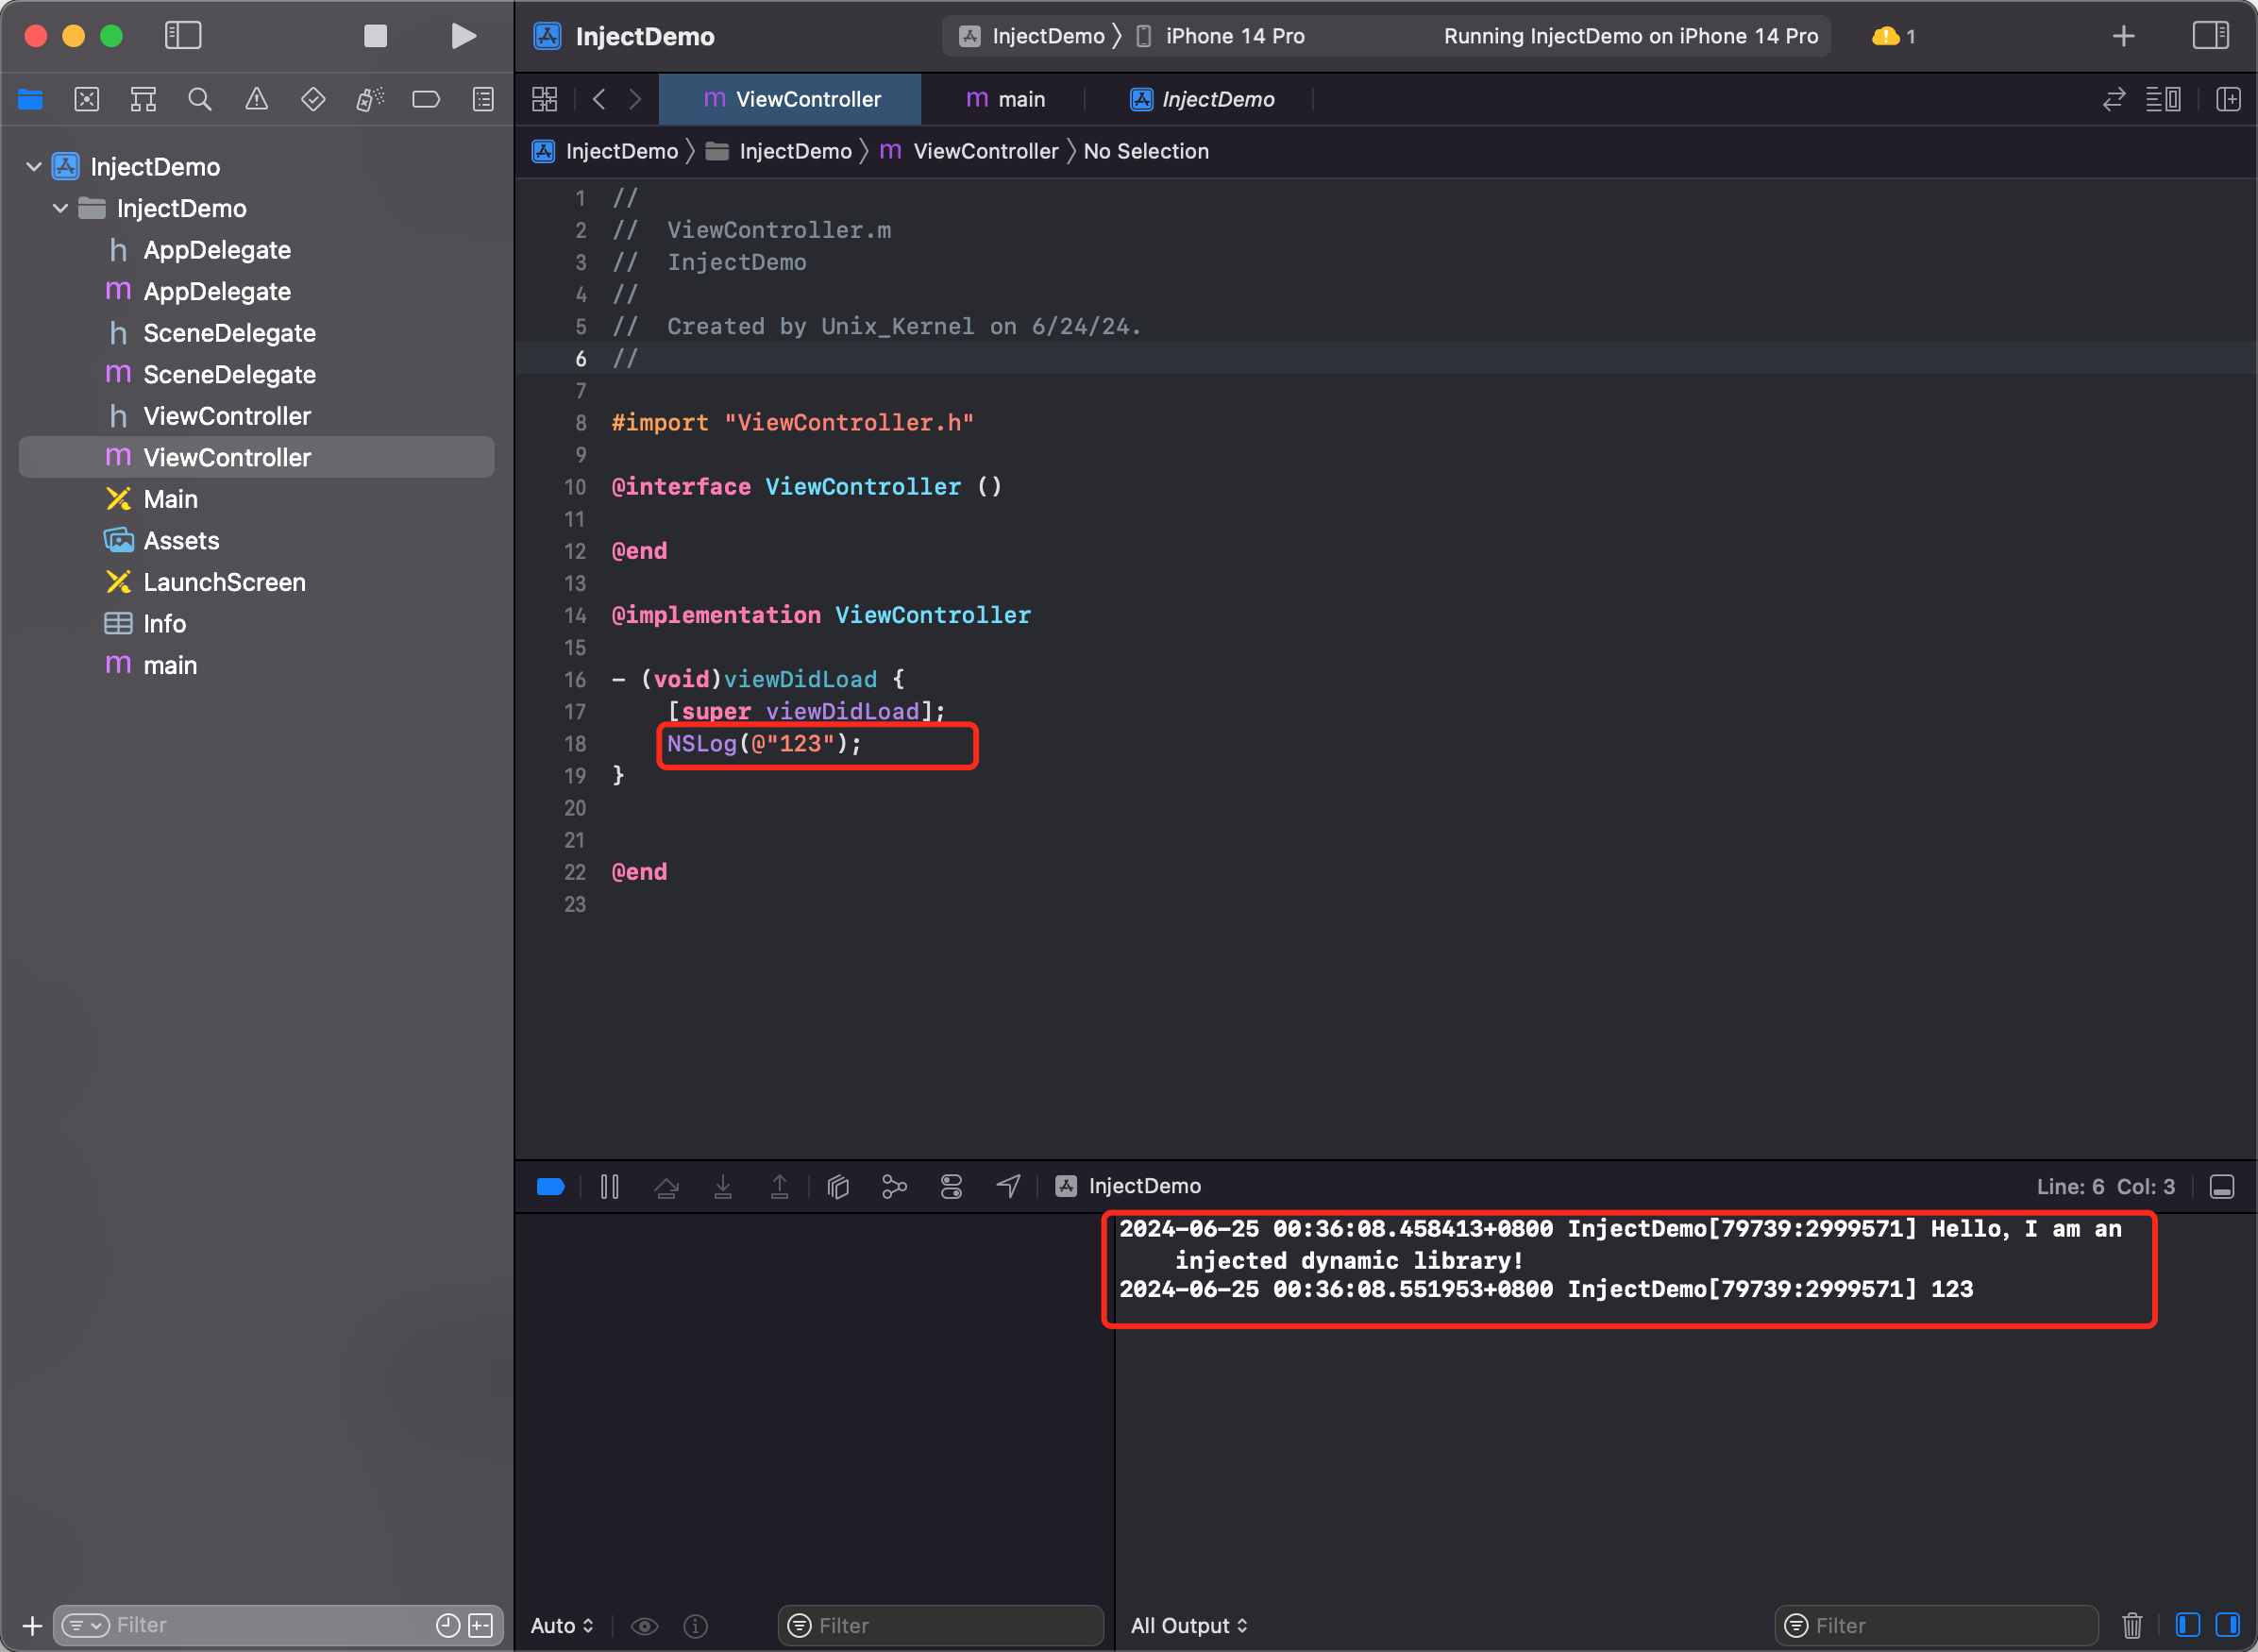 InjectDemo
InjectDemo 〉 iPhone 14 Pro
Running InjectDemo on iPhone 14 Pro
1
ViewController
main
InjectDemo
InjectDemo 〉 InjectDemo 〉 m ViewController 〉 No Selection
InjectDemo
InjectDemo
h AppDelegate
m AppDelegate
h SceneDelegate
m SceneDelegate
h ViewController
m ViewController
Main
Assets
LaunchScreen
Info
m main
Filter
1 //
2 //  ViewController.m
3 //  InjectDemo
4 //
5 //  Created by Unix_Kernel on 6/24/24.
6 //
7
8 #import "ViewController.h"
9
10 @interface ViewController ()
11
12 @end
13
14 @implementation ViewController
15
16 - (void)viewDidLoad {
17     [super viewDidLoad];
18     NSLog(@"123");
19 }
20
21
22 @end
23
InjectDemo
Line: 6 Col: 3
2024-06-25 00:36:08.458413+0800 InjectDemo[79739:2999571] Hello, I am an
injected dynamic library!
2024-06-25 00:36:08.551953+0800 InjectDemo[79739:2999571] 123
Auto
Filter
All Output
Filter